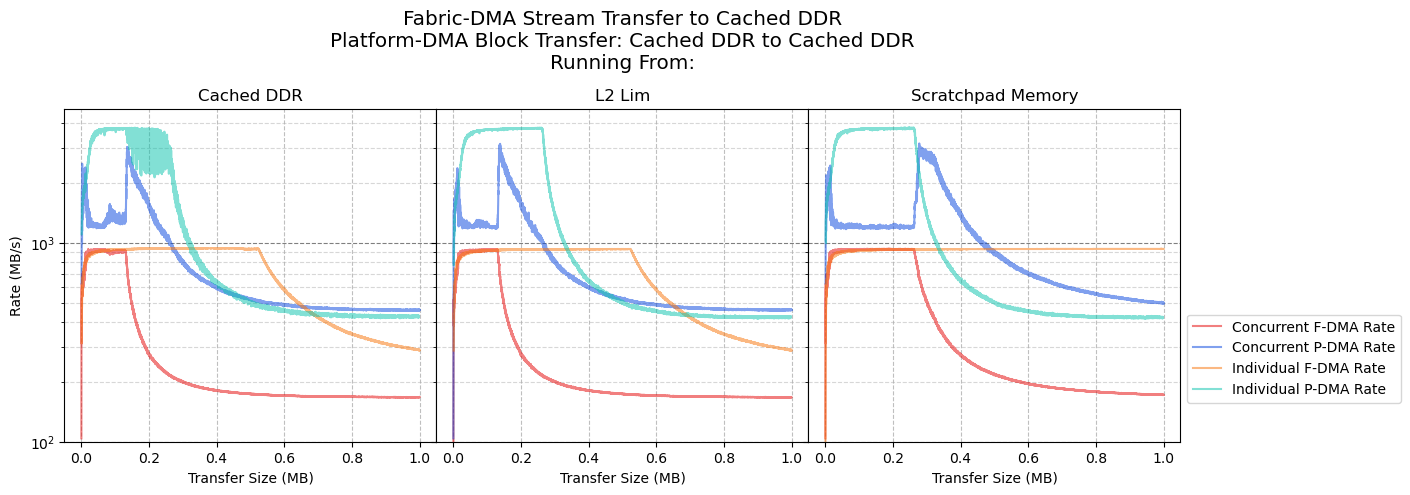 Fabric-DMA Stream Transfer to Cached DDR
Platform-DMA Block Transfer: Cached DDR to Cached DDR
Running From:
Cached DDR
L2 Lim
Scratchpad Memory
Rate (MB/s)
10³
10²
0.0 0.2 0.4 0.6 0.8 1.0
0.0 0.2 0.4 0.6 0.8 1.0
0.0 0.2 0.4 0.6 0.8 1.0
Transfer Size (MB)
Transfer Size (MB)
Transfer Size (MB)
Concurrent F-DMA Rate
Concurrent P-DMA Rate
Individual F-DMA Rate
Individual P-DMA Rate